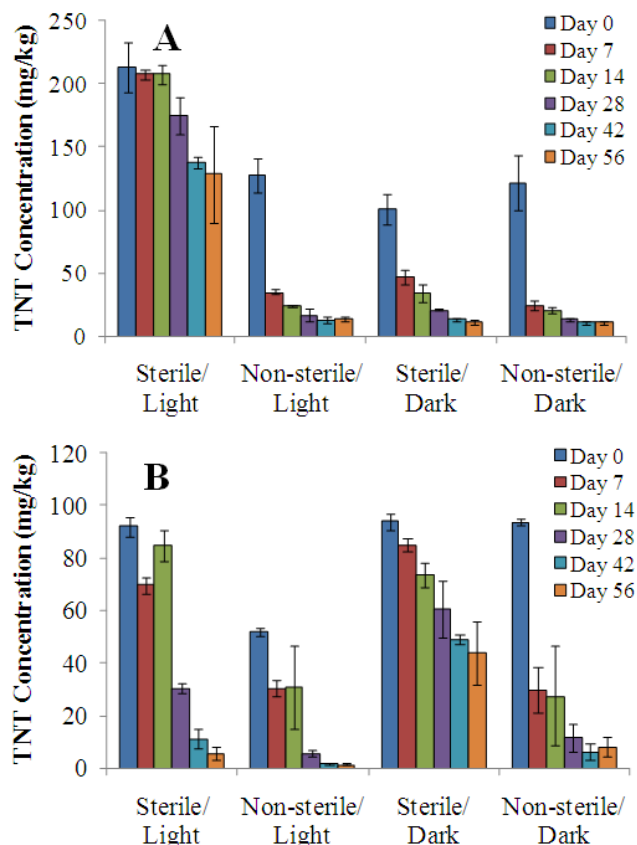 A
TNT Concentration (mg/kg)
250
200
150
100
50
0
Day 0
Day 7
Day 14
Day 28
Day 42
Day 56
Sterile/
Light
Non-sterile/
Light
Sterile/
Dark
Non-sterile/
Dark
B
TNT Concentration (mg/kg)
120
100
80
60
40
20
0
Day 0
Day 7
Day 14
Day 28
Day 42
Day 56
Sterile/
Light
Non-sterile/
Light
Sterile/
Dark
Non-sterile/
Dark